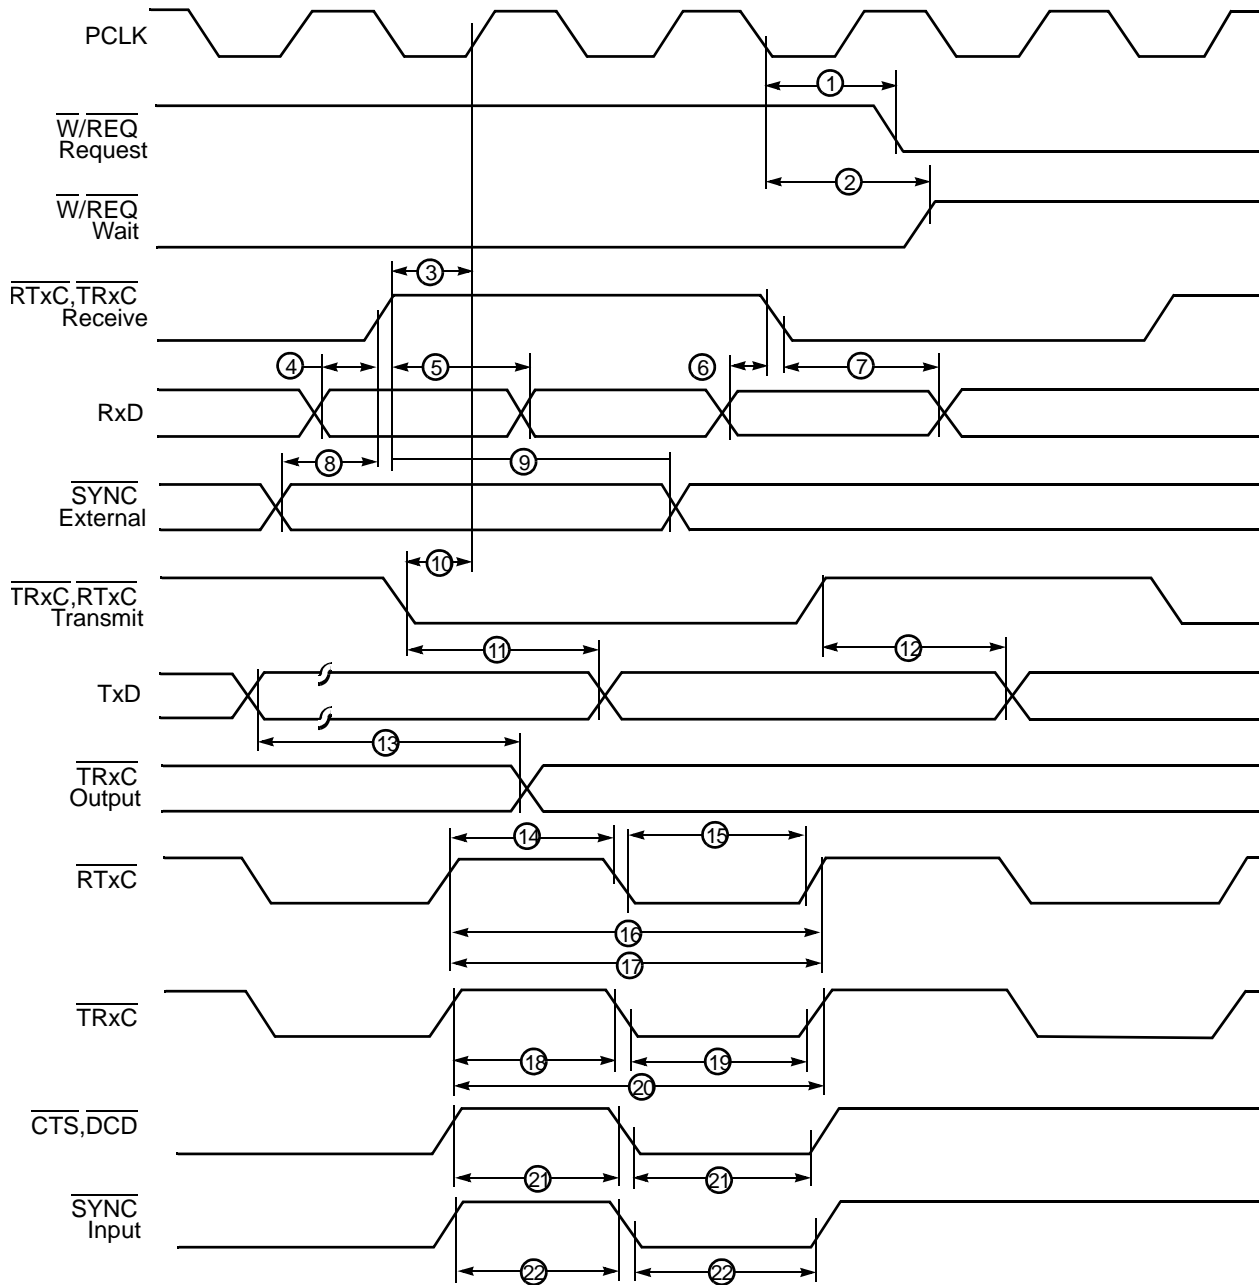 PCLK
①
W/REQ
Request
②
W/REQ
Wait
③
RTxC,TRxC
Receive
④ ⑤ ⑥ ⑦
RxD
⑧ ⑨
SYNC
External
⑩
TRxC,RTxC
Transmit
⑪ ⑫
TxD
⑬
TRxC
Output
⑭ ⑮
RTxC
⑯
⑰
TRxC
⑱ ⑲
⑳
CTS,DCD
㉑ ㉑
SYNC
Input
㉒ ㉒